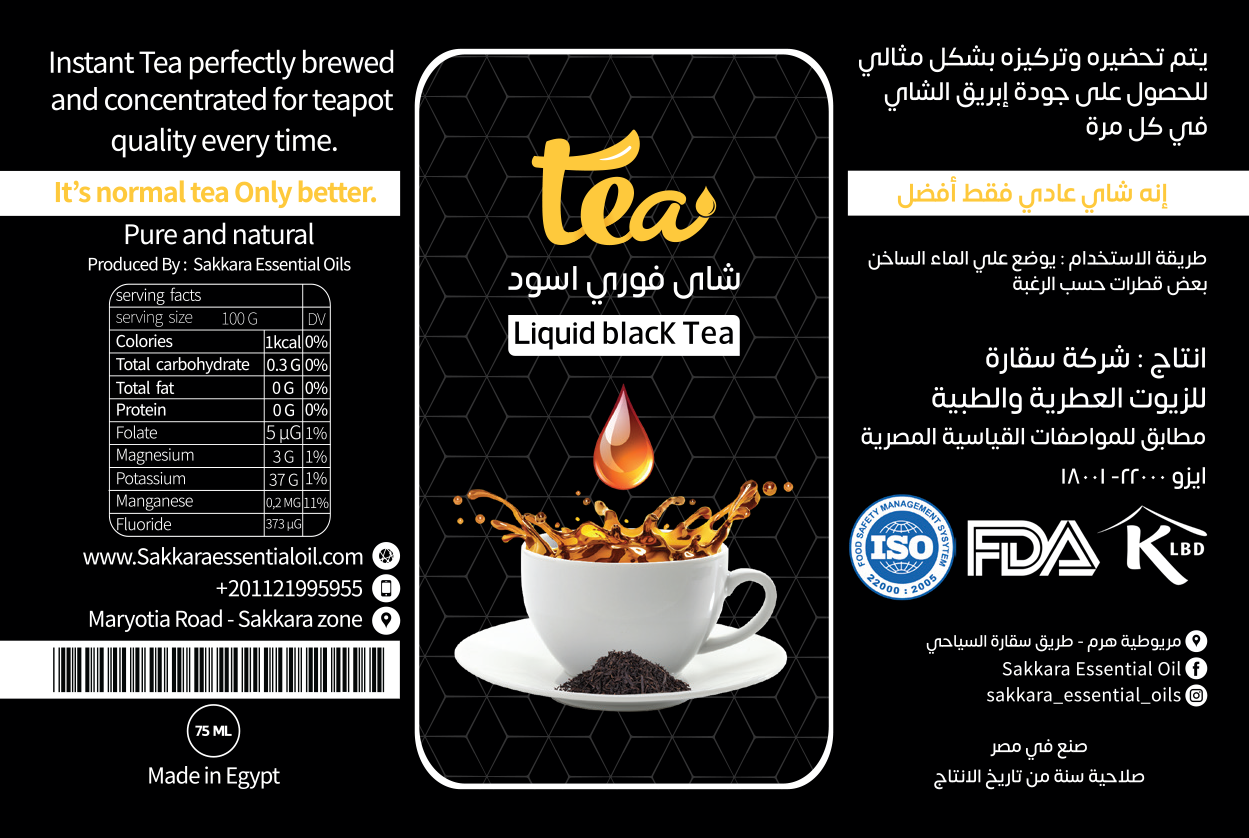 Instant Tea perfectly brewed
and concentrated for teapot
quality every time.
It's normal tea Only better.
Pure and natural
Produced By : Sakkara Essential Oils
serving facts
serving size 100 G DV
Colories 1kcal 0%
Total carbohydrate 0.3 G 0%
Total fat 0 G 0%
Protein 0 G 0%
Folate 5 µG 1%
Magnesium 3 G 1%
Potassium 37 G 1%
Manganese 0,2 MG 11%
Fluoride 373 µG
www.Sakkaraessentialoil.com
+201121995955
Maryotia Road - Sakkara zone
75 ML
Made in Egypt
tea
شاى فوري اسود
Liquid blacK Tea
يتم تحضيره وتركيزه بشكل مثالي
للحصول على جودة إبريق الشاي
في كل مرة
إنه شاي عادي فقط أفضل
طريقة الاستخدام : يوضع علي الماء الساخن
بعض قطرات حسب الرغبة
انتاج : شركة سقارة
للزيوت العطرية والطبية
مطابق للمواصفات القياسية المصرية
ايزو ٢٢٠٠٠- ١٨٠٠١
FOOD SAFETY MANAGEMENT SYSYTEM
ISO
22000 : 2005
FDA
K LBD
مريوطية هرم - طريق سقارة السياحي
Sakkara Essential Oil
sakkara_essential_oils
صنع في مصر
صلاحية سنة من تاريخ الانتاج